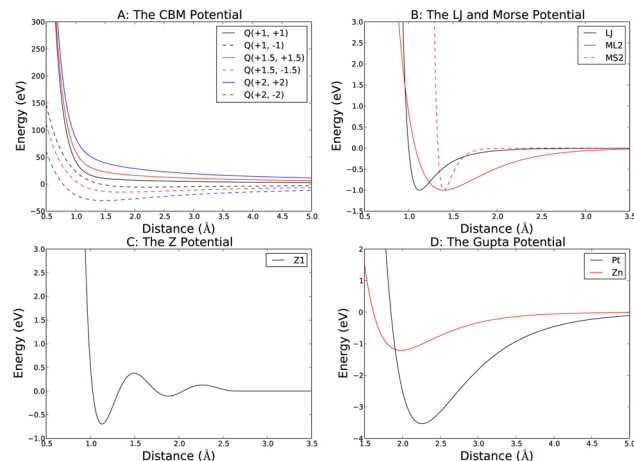 A: The CBM Potential
300
250
200
150
100
50
0
-50
Energy (eV)
0.5 1.0 1.5 2.0 2.5 3.0 3.5 4.0 4.5 5.0
Distance (Å)
Q(+1, +1)
Q(+1, -1)
Q(+1.5, +1.5)
Q(+1.5, -1.5)
Q(+2, +2)
Q(+2, -2)
B: The LJ and Morse Potential
3.0
2.5
2.0
1.5
1.0
0.5
0.0
-0.5
-1.0
-1.5
Energy (eV)
0.5 1.0 1.5 2.0 2.5 3.0 3.5
Distance (Å)
LJ
ML2
MS2
C: The Z Potential
3.0
2.5
2.0
1.5
1.0
0.5
0.0
-0.5
-1.0
Energy (eV)
0.5 1.0 1.5 2.0 2.5 3.0 3.5
Distance (Å)
Z1
D: The Gupta Potential
2
1
0
-1
-2
-3
-4
Energy (eV)
1.5 2.0 2.5 3.0 3.5 4.0 4.5 5.0
Distance (Å)
Pt
Zn